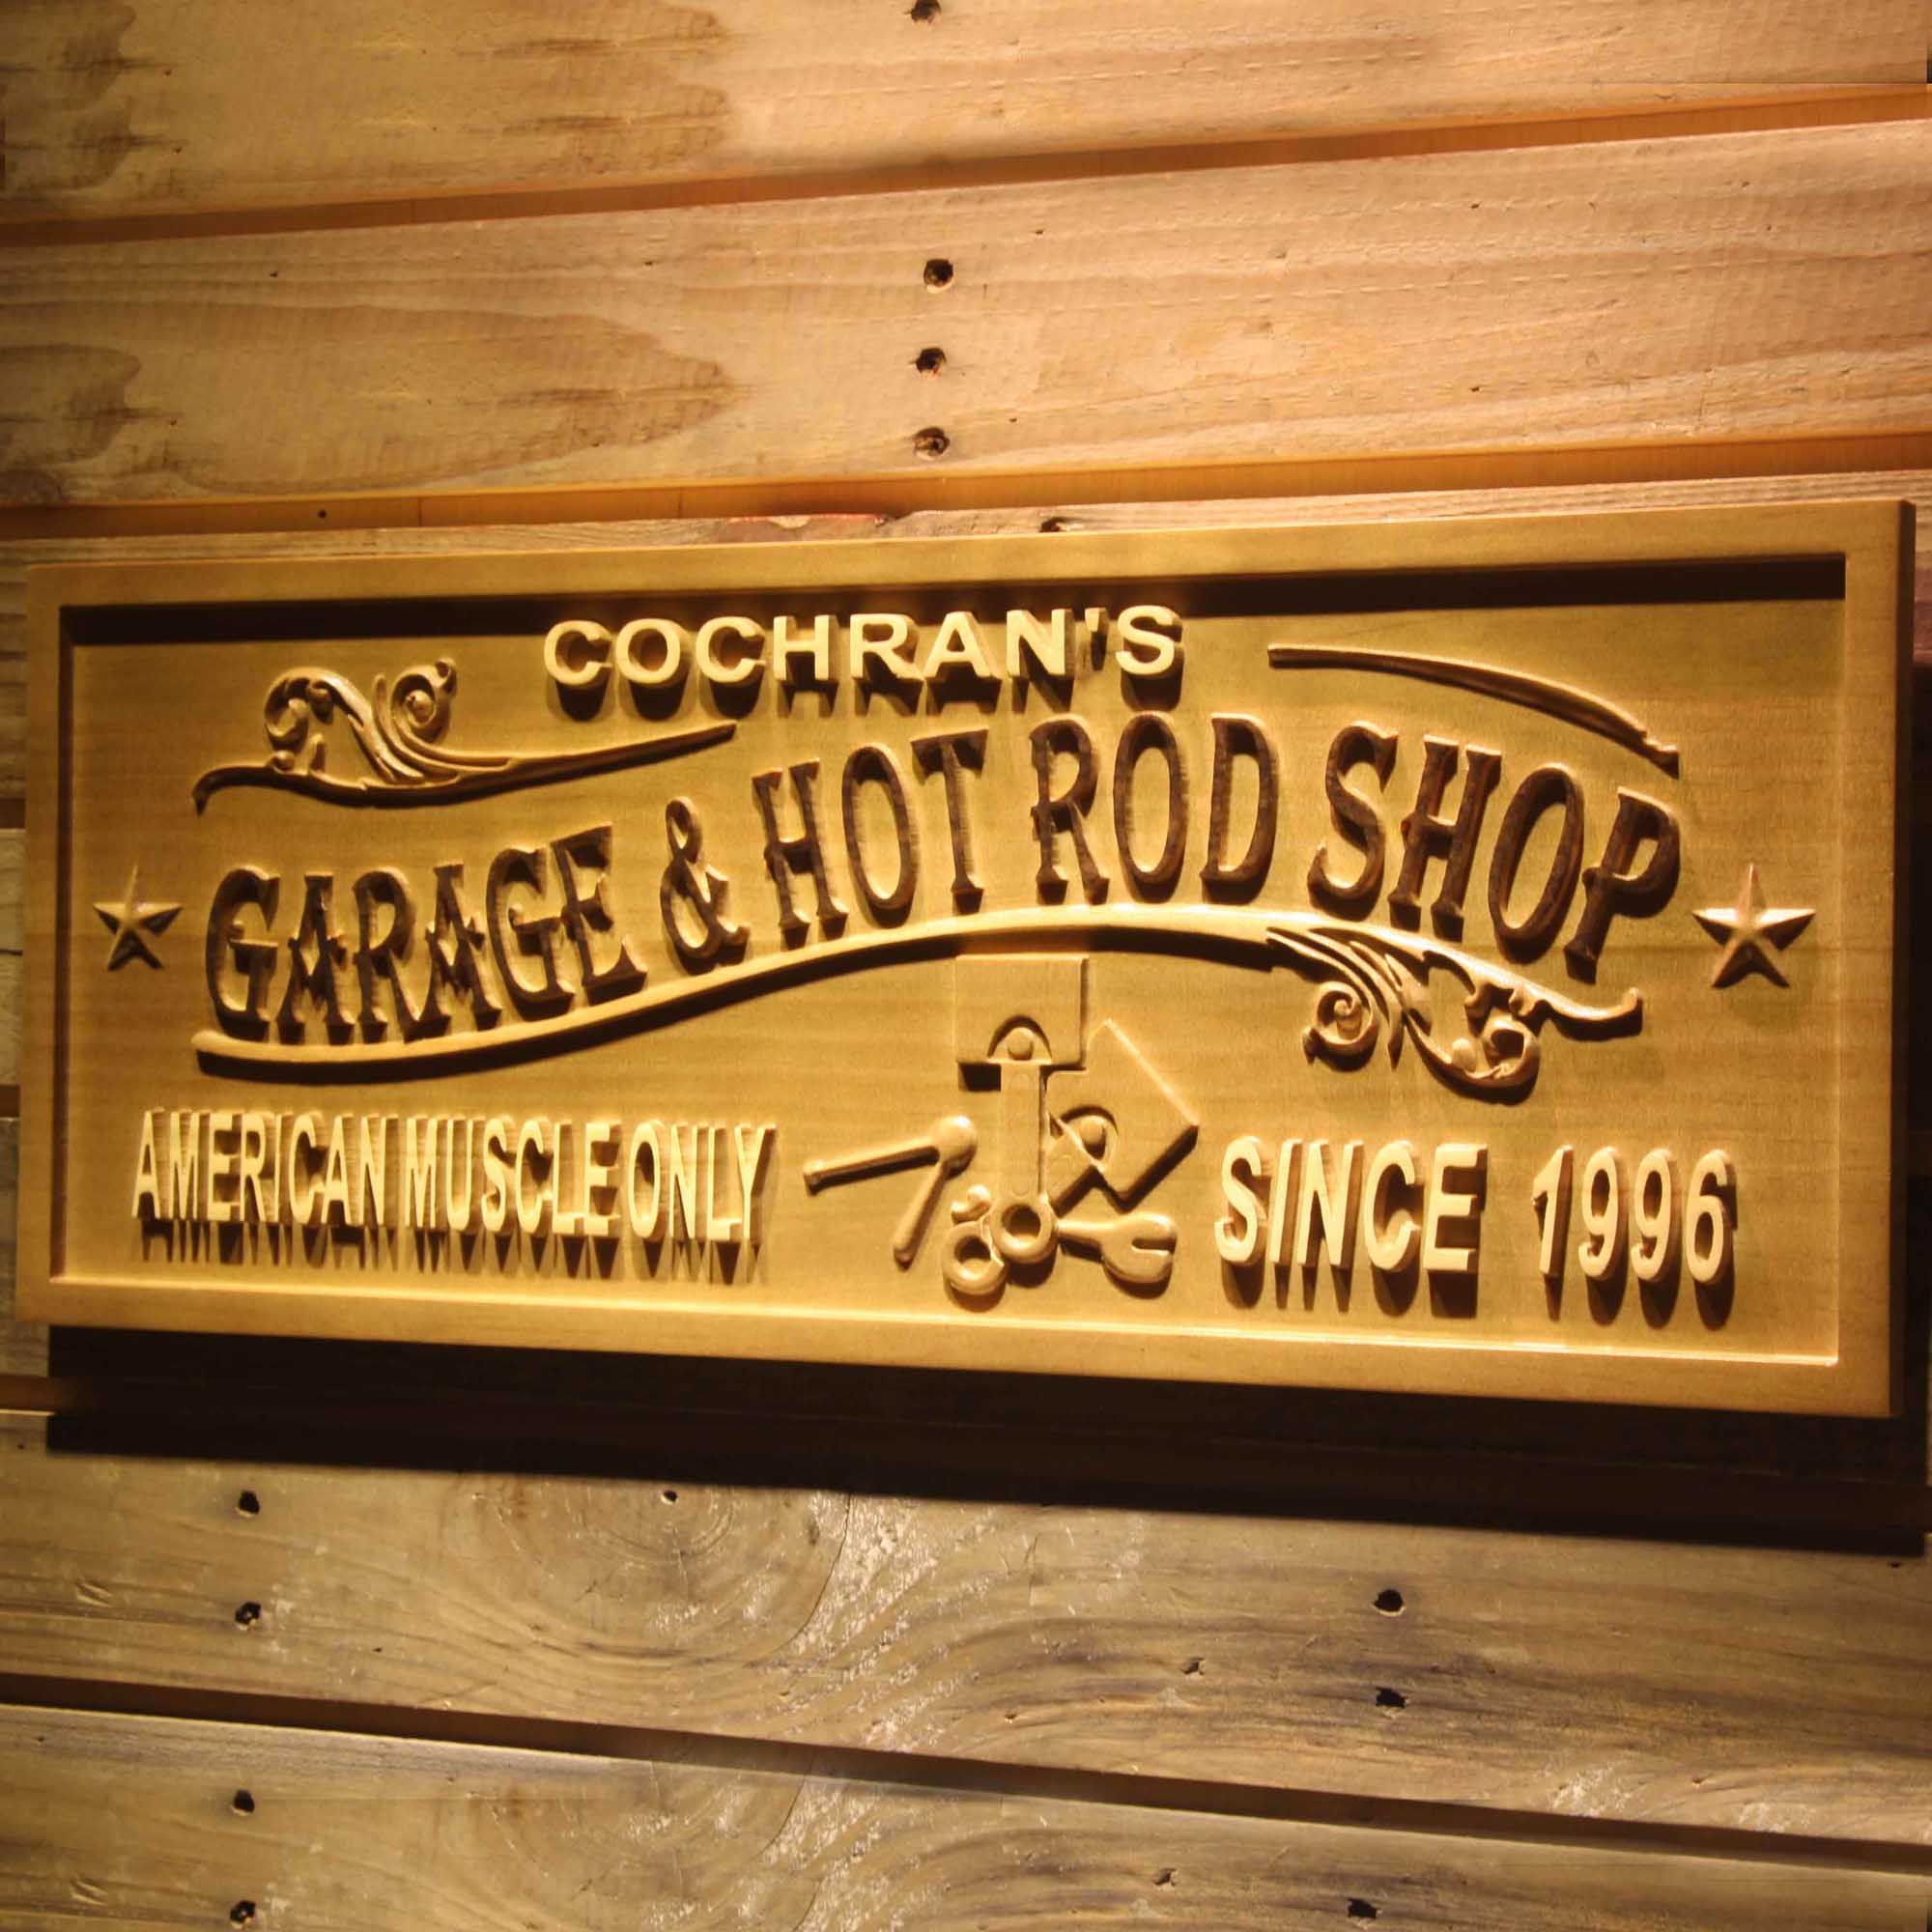 COCHRAN'S
GARAGE & HOT ROD SHOP
AMERICAN MUSCLE ONLY
SINCE 1996